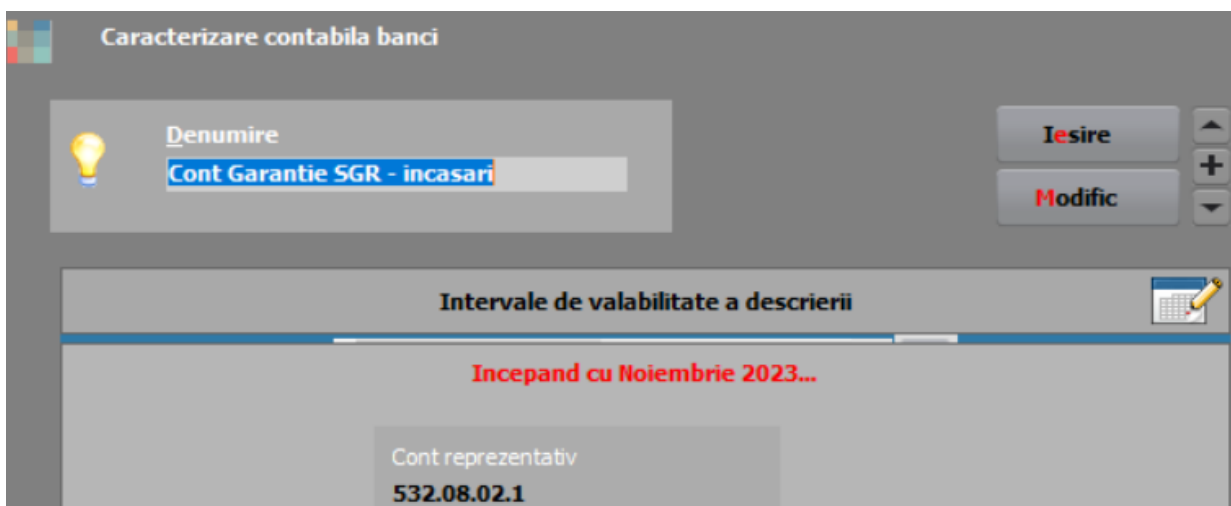 Caracterizare contabila banci
Denumire
Cont Garantie SGR - incasari
Iesire
Modific
Intervale de valabilitate a descrierii
Incepand cu Noiembrie 2023...
Cont reprezentativ
532.08.02.1